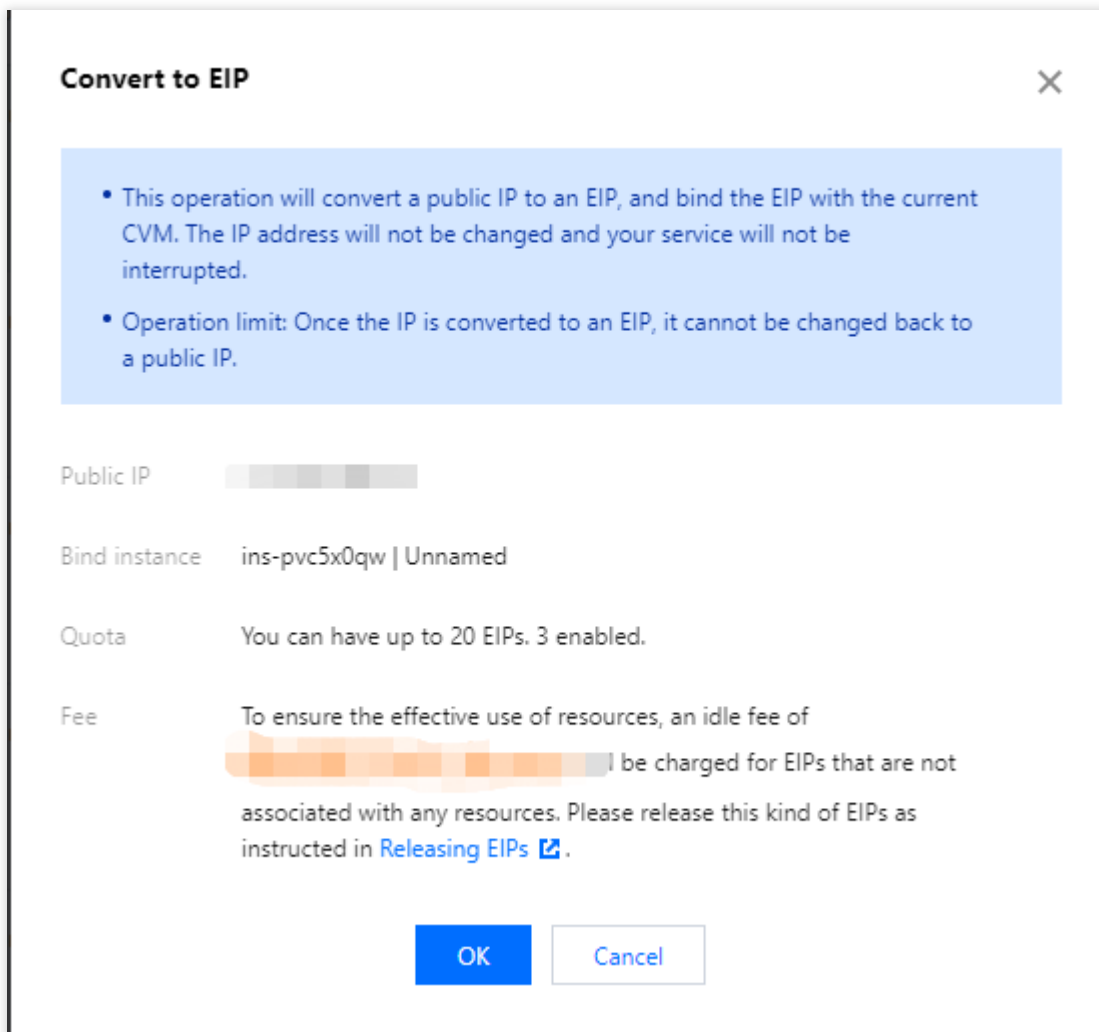 Convert to EIP
• This operation will convert a public IP to an EIP, and bind the EIP with the current
CVM. The IP address will not be changed and your service will not be
interrupted.
• Operation limit: Once the IP is converted to an EIP, it cannot be changed back to
a public IP.
Public IP
Bind instance ins-pvc5x0qw | Unnamed
Quota You can have up to 20 EIPs. 3 enabled.
Fee To ensure the effective use of resources, an idle fee of
be charged for EIPs that are not
associated with any resources. Please release this kind of EIPs as
instructed in Releasing EIPs .
OK Cancel